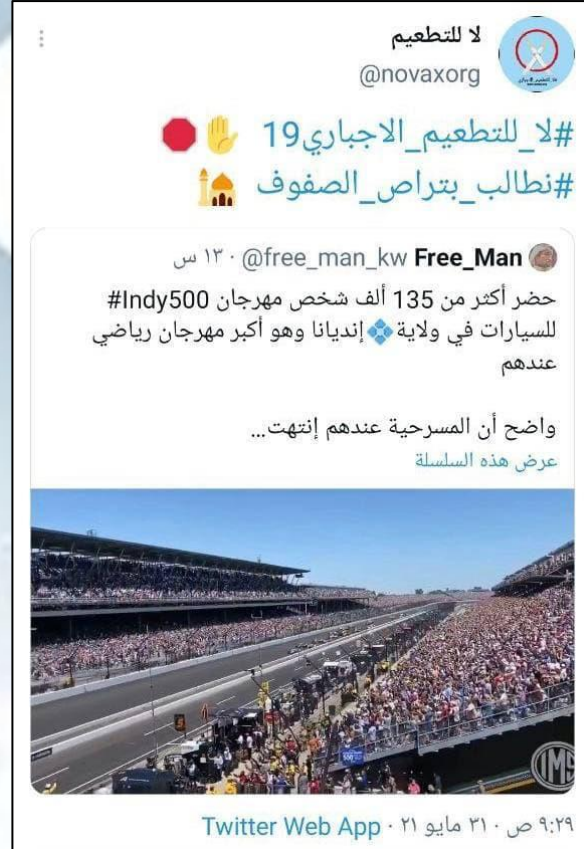 لا للتطعيم
@novaxorg
#لا_للتطعيم_الاجباري19 ✋🛑
#نطالب_بتراص_الصفوف 🕌
Free_Man @free_man_kw · ١٣ س
حضر أكثر من 135 ألف شخص مهرجان #Indy500
للسيارات في ولاية 💠 إنديانا وهو أكبر مهرجان رياضي
عندهم
واضح أن المسرحية عندهم إنتهت...
عرض هذه السلسلة
IMS
٩:٢٩ ص · ٣١ مايو ٢١ · Twitter Web App